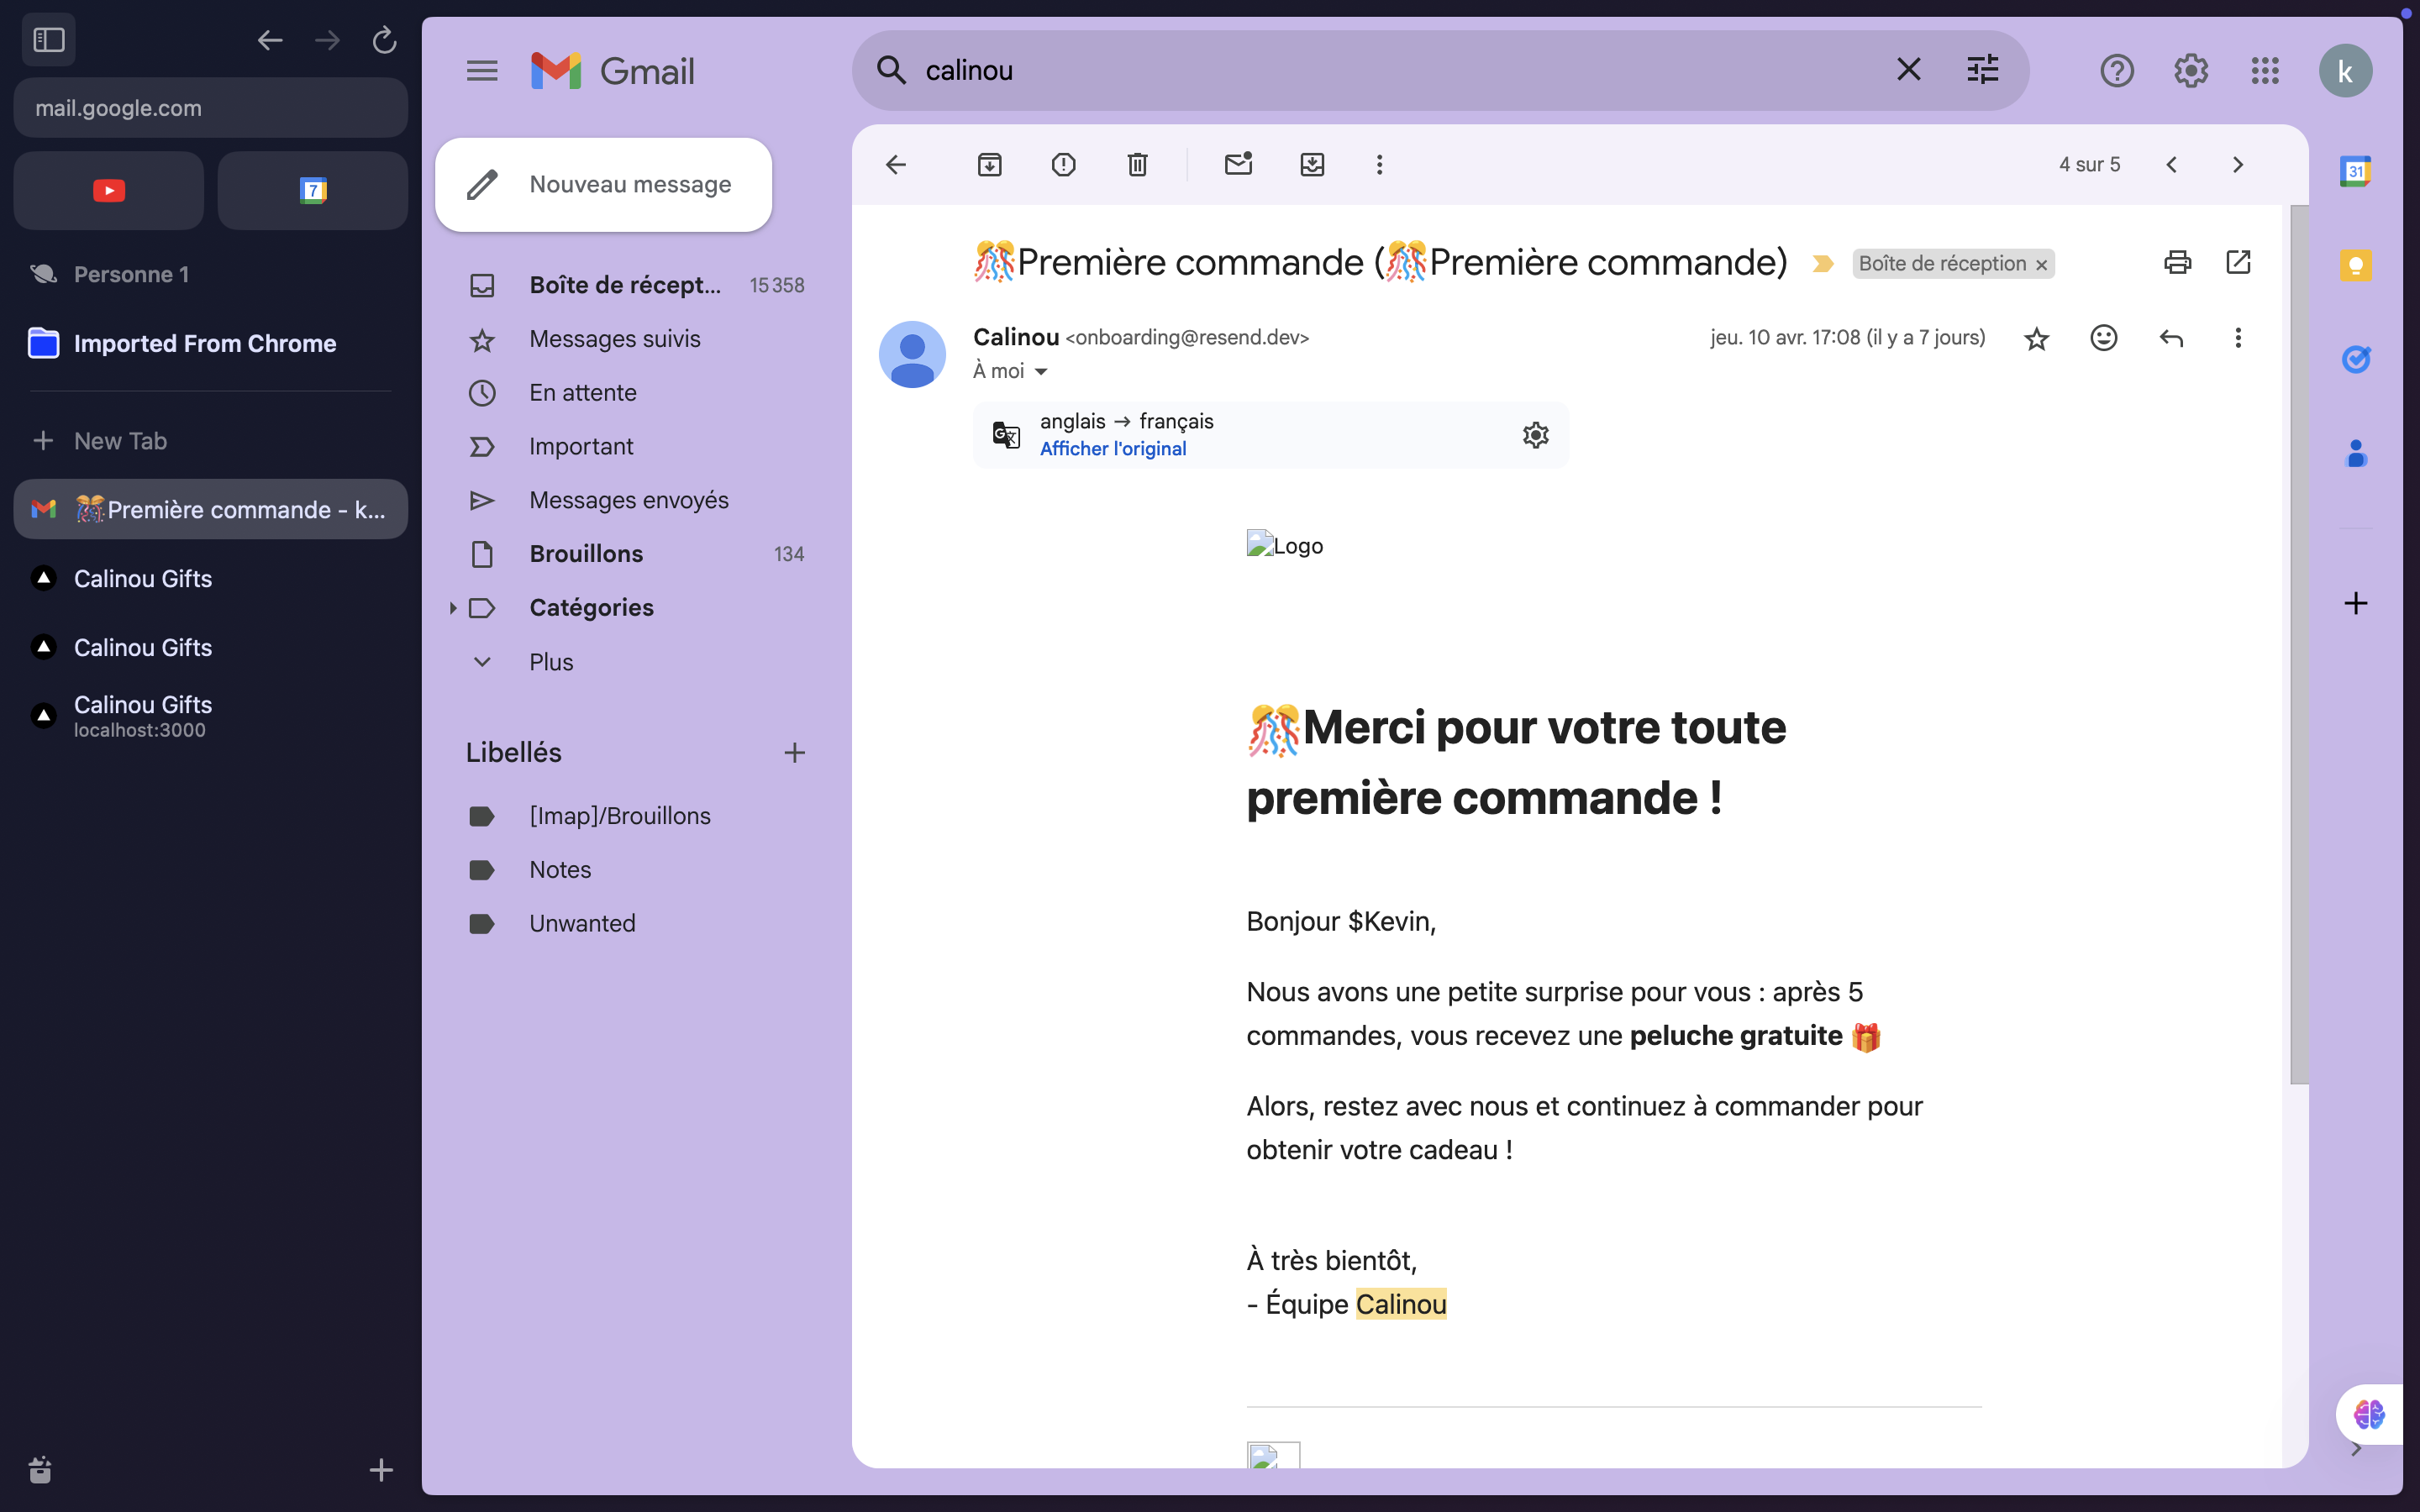 mail.google.com
7
Personne 1
Imported From Chrome
New Tab
🎊Première commande - k...
Calinou Gifts
Calinou Gifts
Calinou Gifts
localhost:3000
Gmail
calinou
k
Nouveau message
Boîte de récept... 15 358
Messages suivis
En attente
Important
Messages envoyés
Brouillons 134
Catégories
Plus
Libellés
[Imap]/Brouillons
Notes
Unwanted
4 sur 5
🎊Première commande (🎊Première commande)
Boîte de réception ×
Calinou <onboarding@resend.dev>
jeu. 10 avr. 17:08 (il y a 7 jours)
À moi
anglais → français
Afficher l'original
Logo
🎊Merci pour votre toute
première commande !
Bonjour $Kevin,
Nous avons une petite surprise pour vous : après 5
commandes, vous recevez une peluche gratuite 🎁
Alors, restez avec nous et continuez à commander pour
obtenir votre cadeau !
À très bientôt,
- Équipe Calinou
31